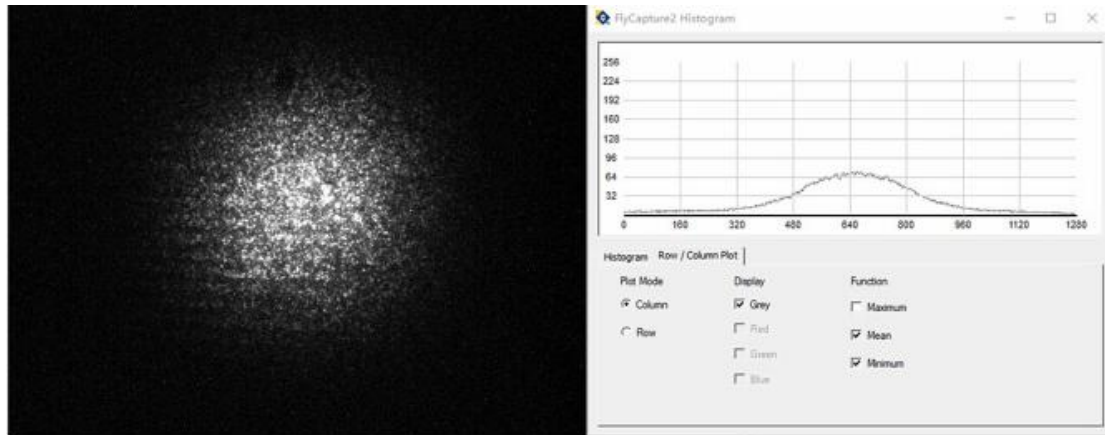 FlyCapture2 Histogram
256
224
192
160
128
96
64
32
0 160 320 480 640 800 960 1120 1280
Histogram Row / Column Plot
Plot Mode Display Function
Column Grey Maximum
Row Red Mean
Green Minimum
Blue